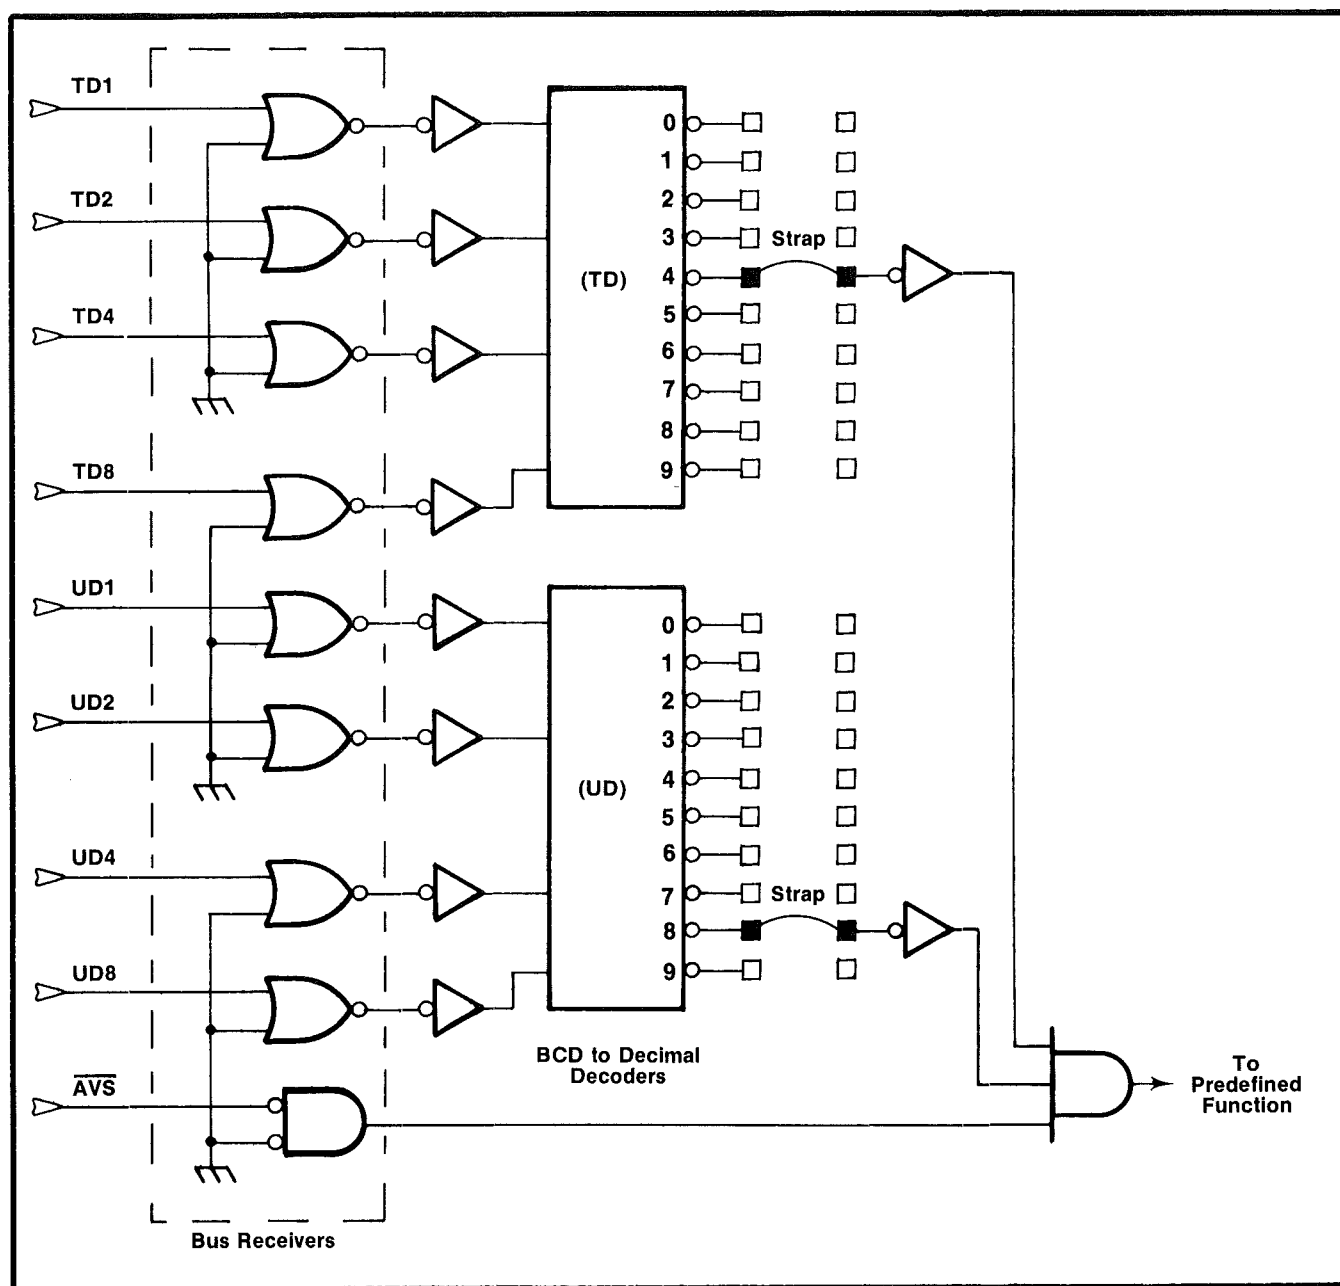 TD1
TD2
TD4
TD8
UD1
UD2
UD4
UD8
AVS
Bus Receivers
(TD)
0
1
2
3
4
5
6
7
8
9
Strap
(UD)
0
1
2
3
4
5
6
7
8
9
Strap
BCD to Decimal
Decoders
To
Predefined
Function